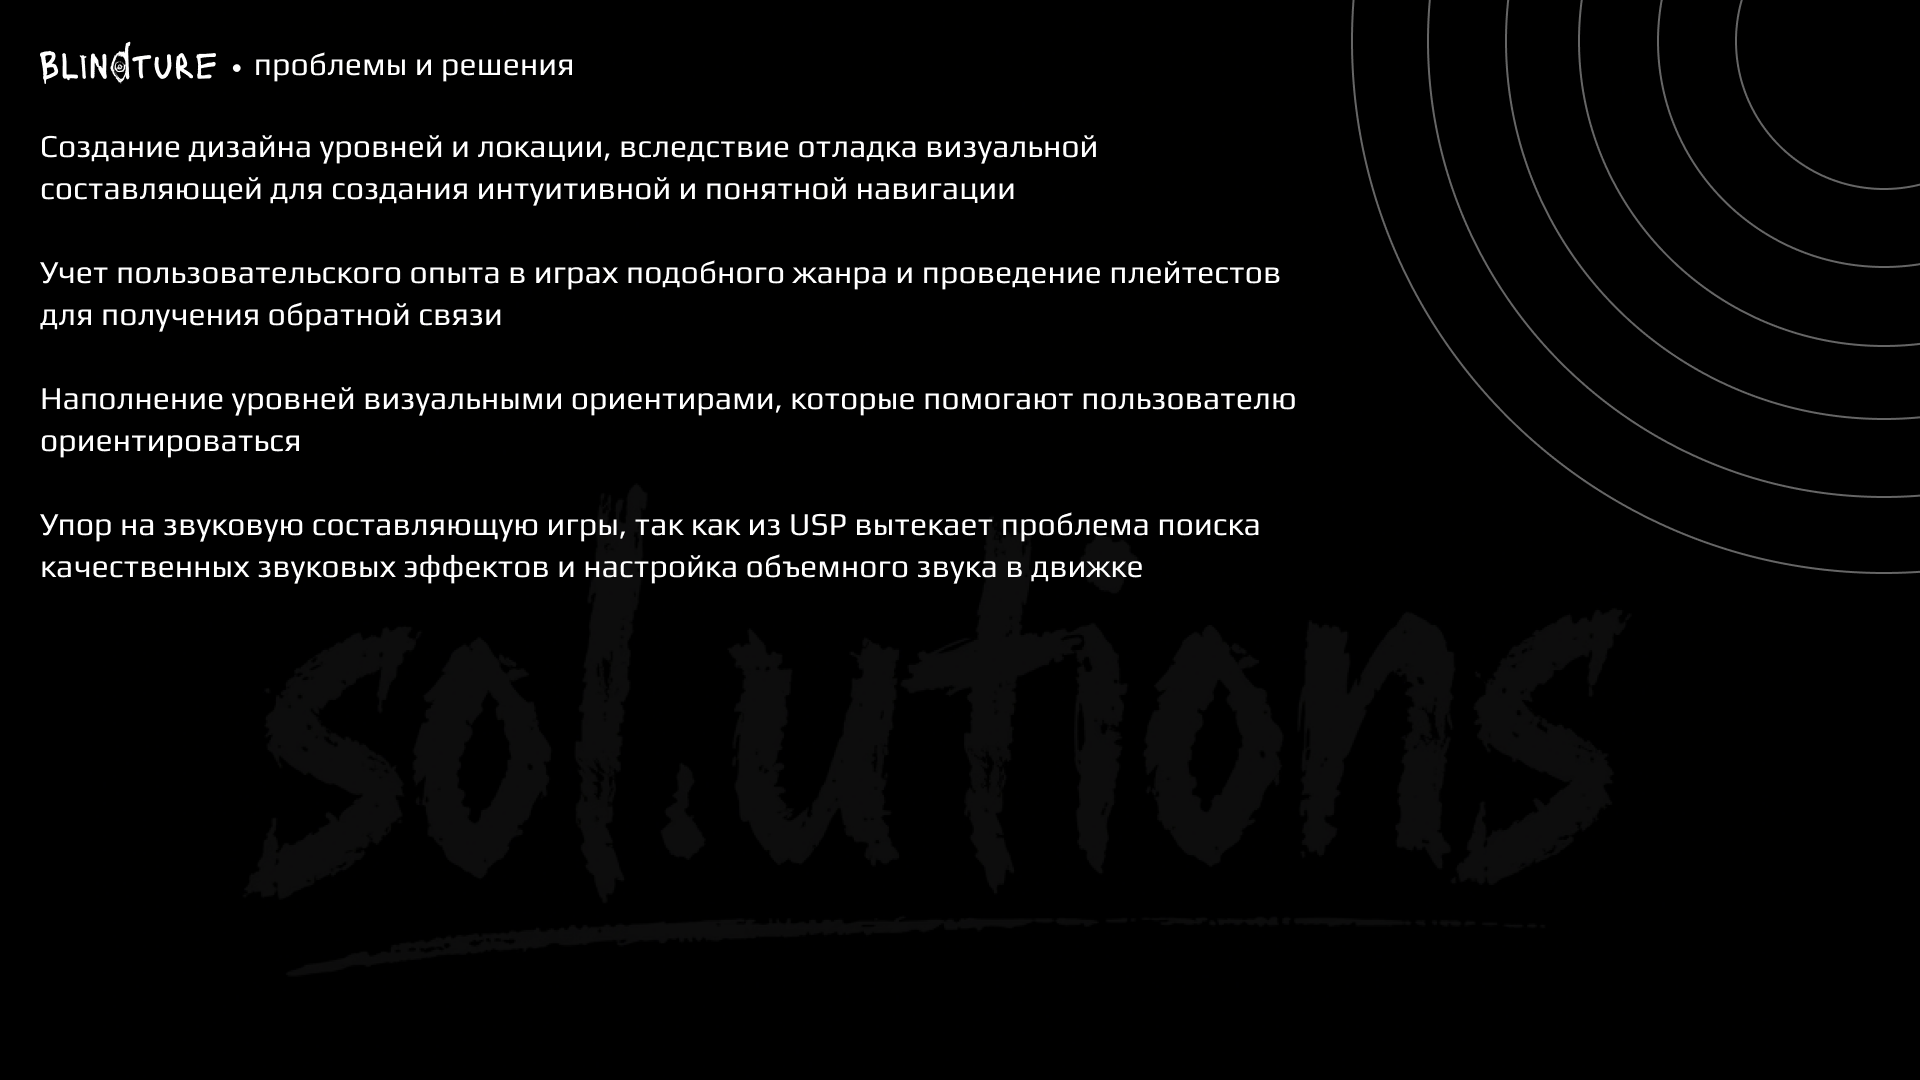 BLINdTURE • проблемы и решения
Создание дизайна уровней и локации, вследствие отладка визуальной
составляющей для создания интуитивной и понятной навигации
Учет пользовательского опыта в играх подобного жанра и проведение плейтестов
для получения обратной связи
Наполнение уровней визуальными ориентирами, которые помогают пользователю
ориентироваться
Упор на звуковую составляющую игры, так как из USP вытекает проблема поиска
качественных звуковых эффектов и настройка объемного звука в движке
sol.utions